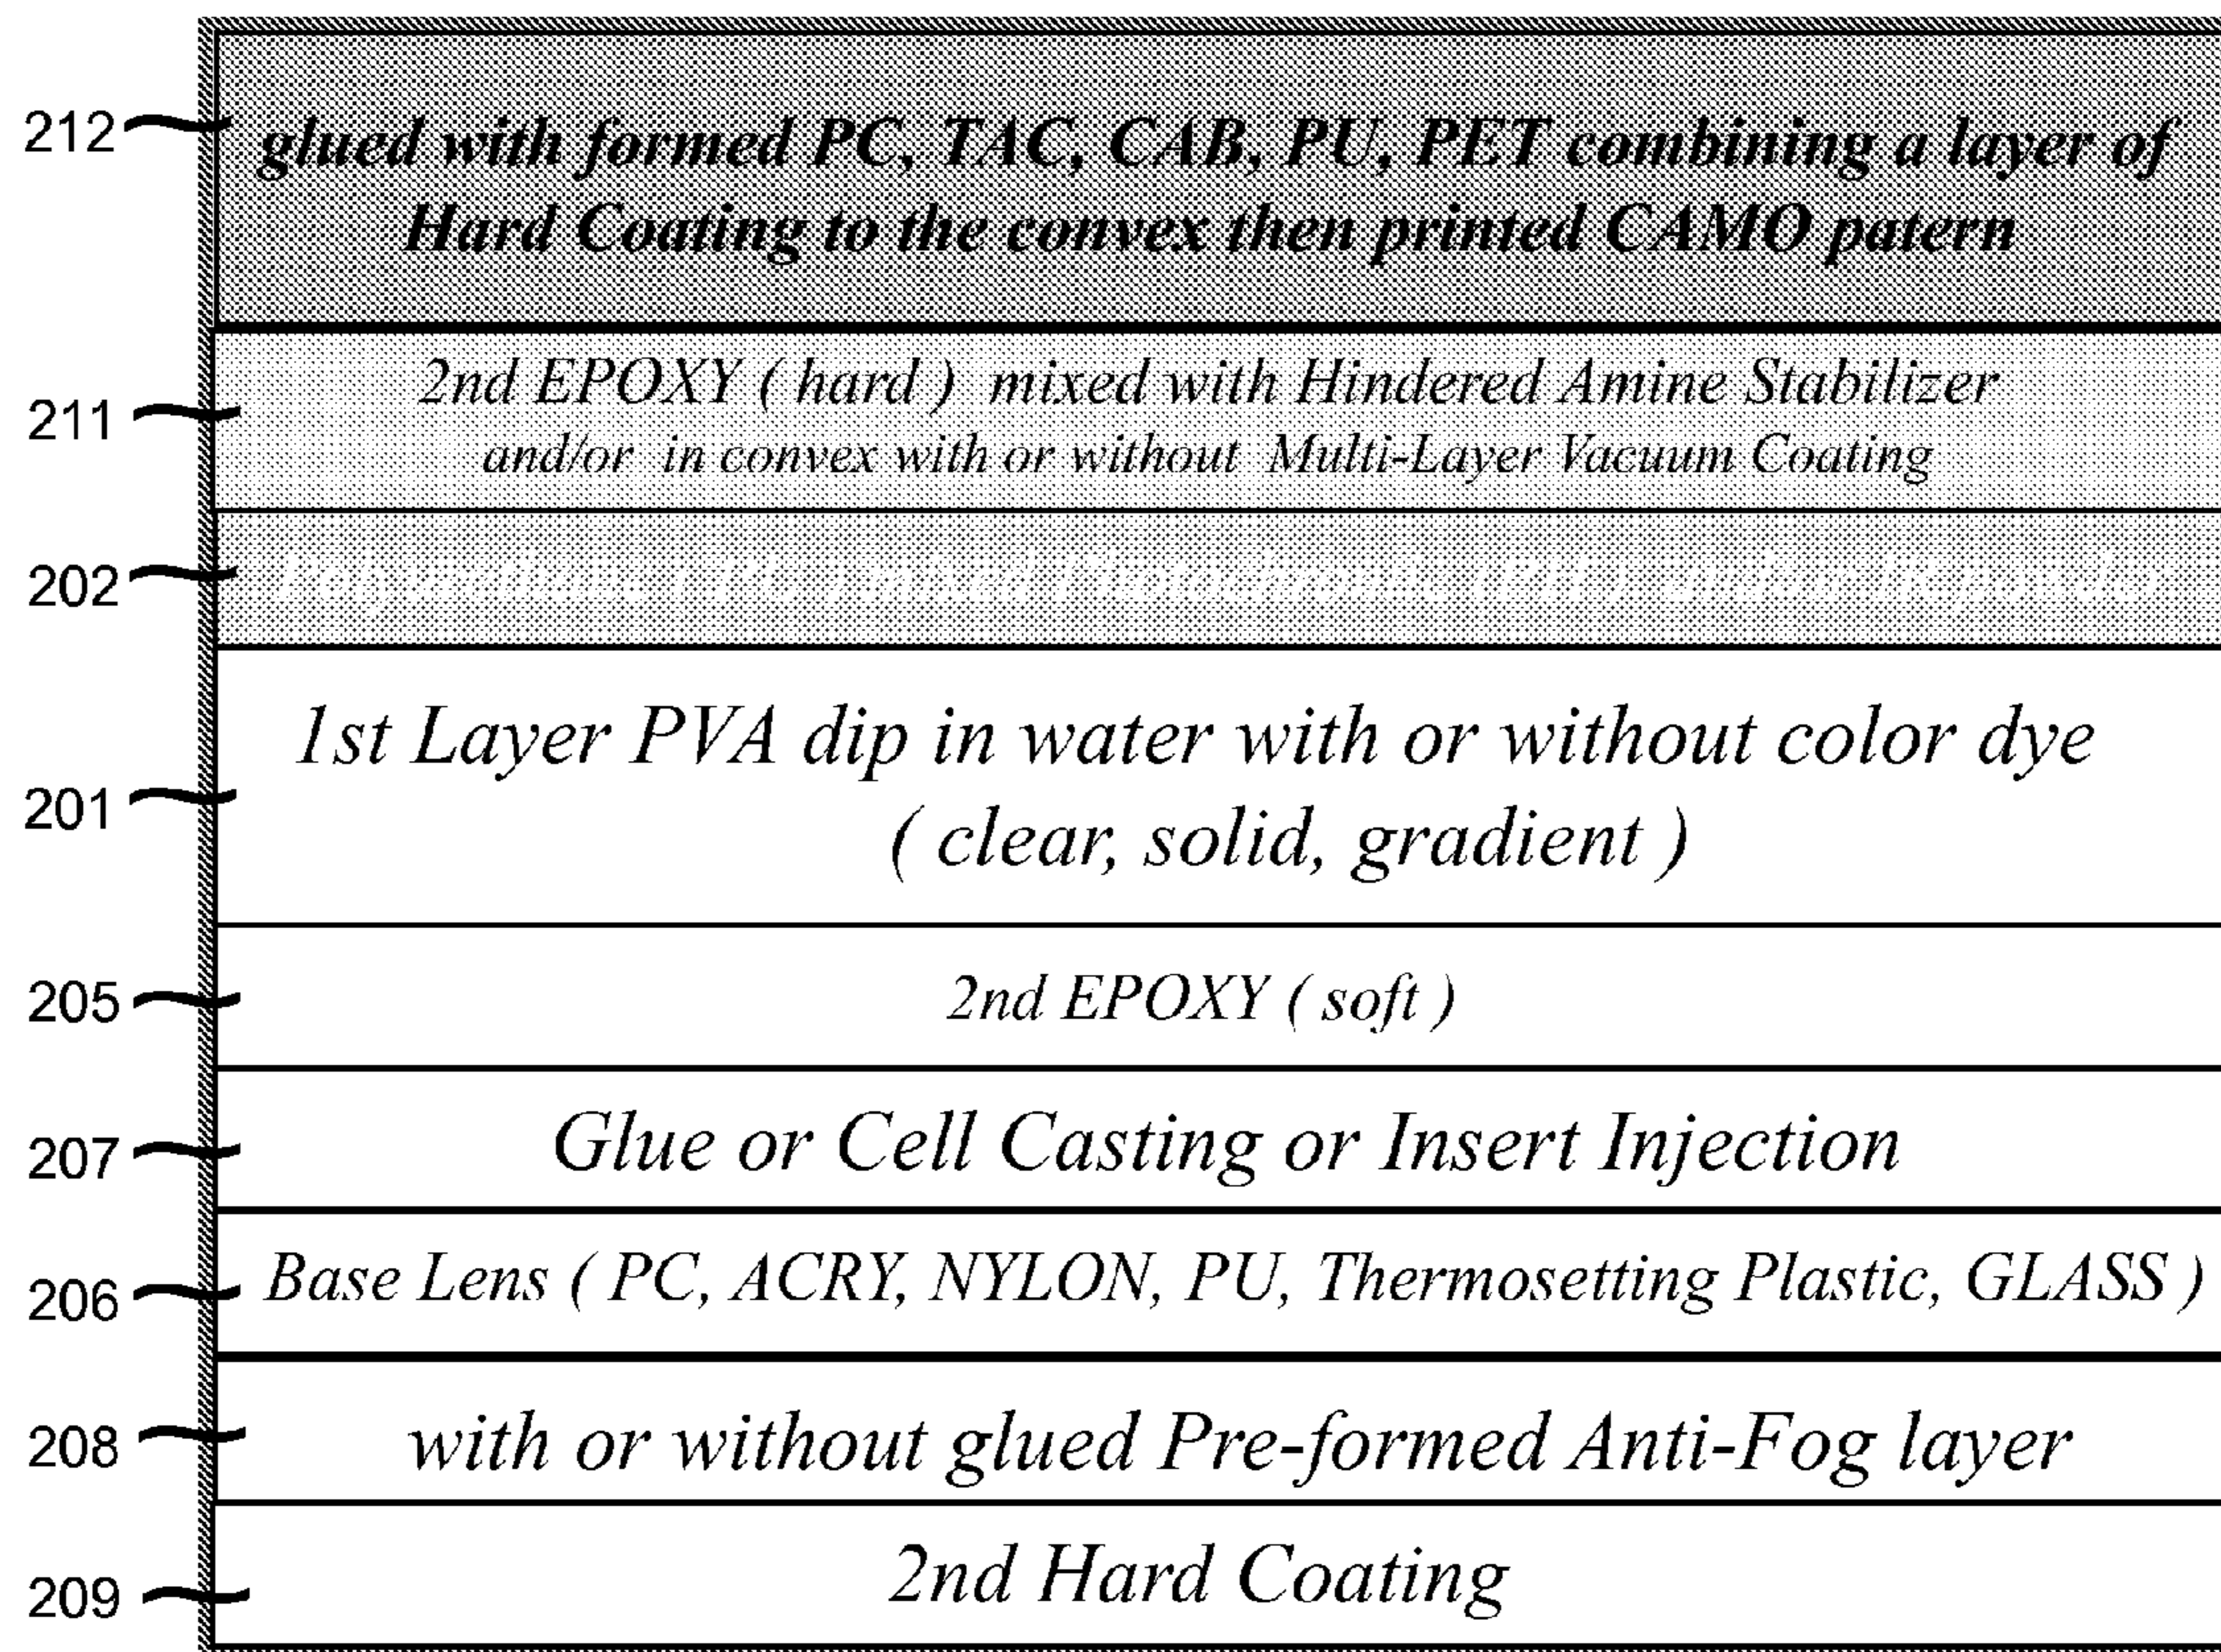 212
glued with formed PC, TAC, CAB, PU, PET combining a layer of
Hard Coating to the convex then printed CAMO patern
211
2nd EPOXY ( hard ) mixed with Hindered Amine Stabilizer
and/or in convex with or without Multi-Layer Vacuum Coating
202
201
1st Layer PVA dip in water with or without color dye
( clear, solid, gradient )
205
2nd EPOXY ( soft )
207
Glue or Cell Casting or Insert Injection
206
Base Lens ( PC, ACRY, NYLON, PU, Thermosetting Plastic, GLASS )
208
with or without glued Pre-formed Anti-Fog layer
209
2nd Hard Coating